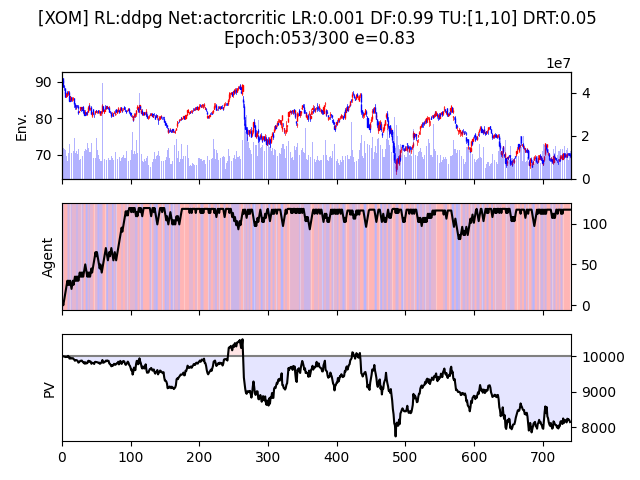 [XOM] RL:ddpg Net:actorcritic LR:0.001 DF:0.99 TU:[1,10] DRT:0.05
Epoch:053/300 e=0.83
1e7
90
80
70
Env.
4
2
0
Agent
100
50
0
PV
10000
9000
8000
0 100 200 300 400 500 600 700